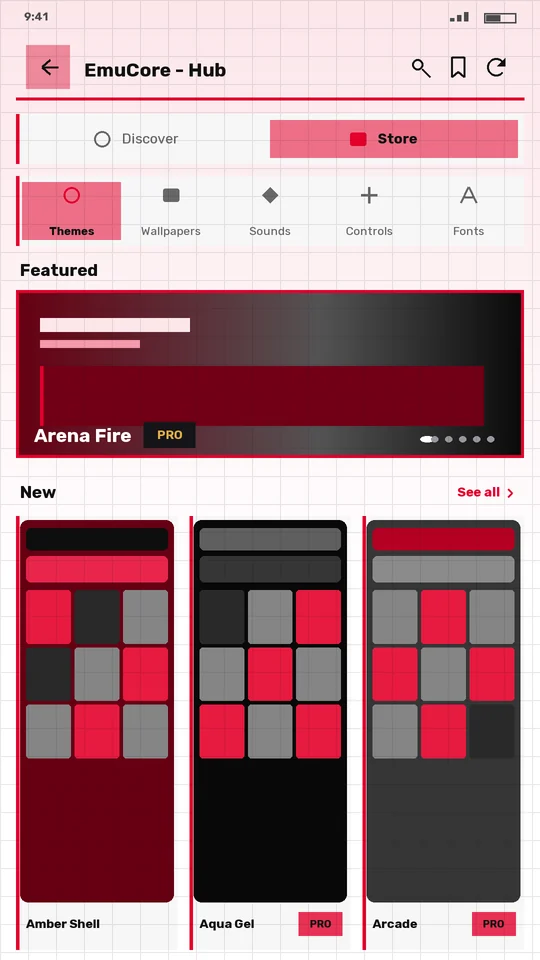 9:41
EmuCore - Hub
Discover
Store
Themes
Wallpapers
Sounds
Controls
Fonts
Featured
Arena Fire
PRO
New
See all
Amber Shell
Aqua Gel
PRO
Arcade
PRO